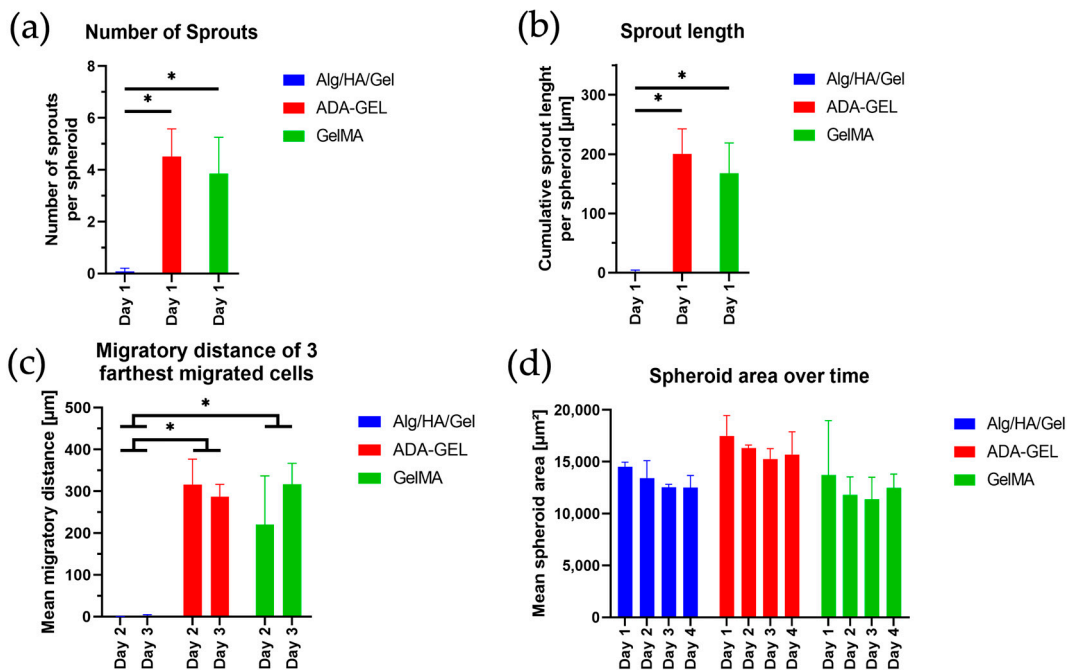 (a)
Number of Sprouts
Number of sprouts
per spheroid
8
6
4
2
0
*
*
Day 1
Day 1
Day 1
Alg/HA/Gel
ADA-GEL
GelMA
(b)
Sprout length
Cumulative sprout lenght
per spheroid [µm]
300
200
100
0
*
*
Day 1
Day 1
Day 1
Alg/HA/Gel
ADA-GEL
GelMA
(c)
Migratory distance of 3
farthest migrated cells
Mean migratory distance [µm]
500
400
300
200
100
0
*
*
Day 2
Day 3
Day 2
Day 3
Day 2
Day 3
Alg/HA/Gel
ADA-GEL
GelMA
(d)
Spheroid area over time
Mean spheroid area [µm²]
20,000
15,000
10,000
5,000
0
Day 1
Day 2
Day 3
Day 4
Day 1
Day 2
Day 3
Day 4
Day 1
Day 2
Day 3
Day 4
Alg/HA/Gel
ADA-GEL
GelMA